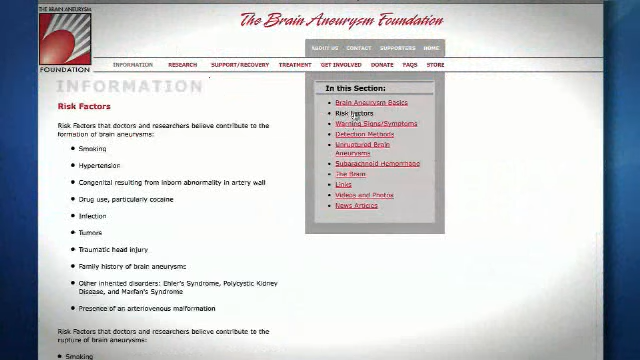 THE BRAIN ANEURYSM
FOUNDATION
The Brain Aneurysm Foundation
ABOUT US CONTACT SUPPORTERS HOME
INFORMATION RESEARCH SUPPORT/RECOVERY TREATMENT GET INVOLVED DONATE FAQS STORE
INFORMATION
Risk Factors
Risk Factors that doctors and researchers believe contribute to the
formation of brain aneurysms:
Smoking
Hypertension
Congenital resulting from inborn abnormality in artery wall
Drug use, particularly cocaine
Infection
Tumors
Traumatic head injury
Family history of brain aneurysms
Other inherited disorders: Ehler's Syndrome, Polycystic Kidney
Disease, and Marfan's Syndrome
Presence of an arteriovenous malformation
Risk Factors that doctors and researchers believe contribute to the
rupture of brain aneurysms:
Smoking
In this Section:
Brain Aneurysm Basics
Risk Factors
Warning Signs/Symptoms
Detection Methods
Unruptured Brain
Aneurysms
Subarachnoid Hemorrhage
The Brain
Links
Videos and Photos
News Articles